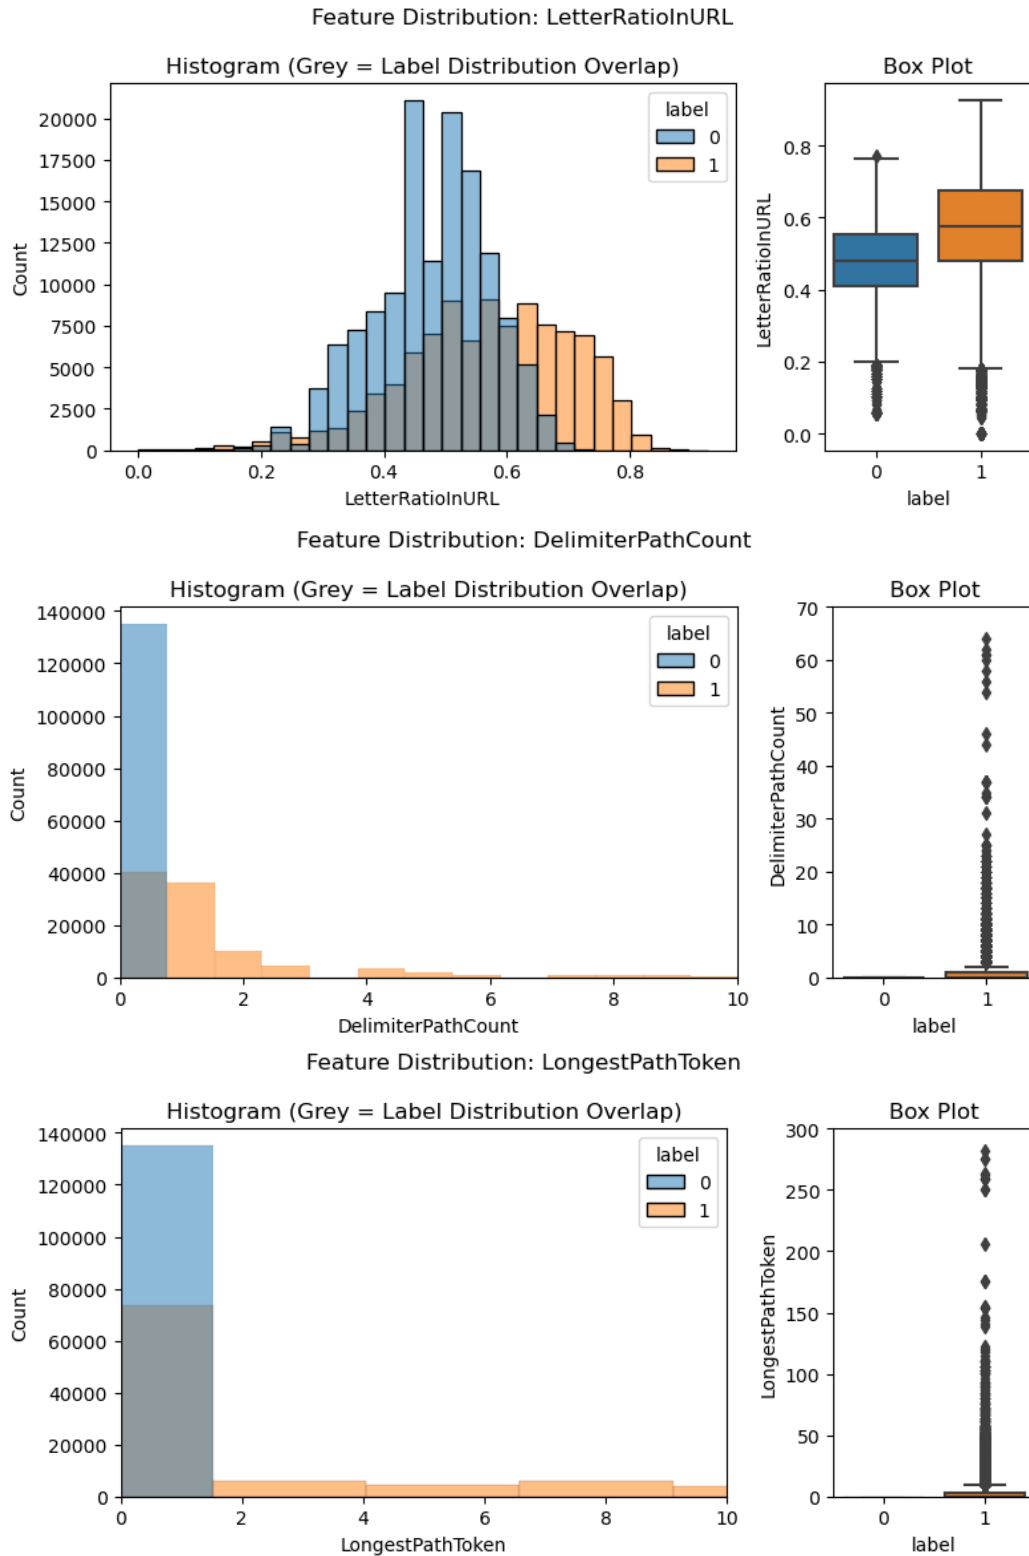 Feature Distribution: LetterRatioInURL
Histogram (Grey = Label Distribution Overlap)
label
0
1
20000
17500
15000
12500
10000
7500
5000
2500
0
Count
0.0 0.2 0.4 0.6 0.8
LetterRatioInURL
Box Plot
0.8
0.6
0.4
0.2
0.0
LetterRatioInURL
0 1
label
Feature Distribution: DelimiterPathCount
Histogram (Grey = Label Distribution Overlap)
label
0
1
140000
120000
100000
80000
60000
40000
20000
0
Count
0 2 4 6 8 10
DelimiterPathCount
Box Plot
70
60
50
40
30
20
10
0
DelimiterPathCount
0 1
label
Feature Distribution: LongestPathToken
Histogram (Grey = Label Distribution Overlap)
label
0
1
140000
120000
100000
80000
60000
40000
20000
0
Count
0 2 4 6 8 10
LongestPathToken
Box Plot
300
250
200
150
100
50
0
LongestPathToken
0 1
label